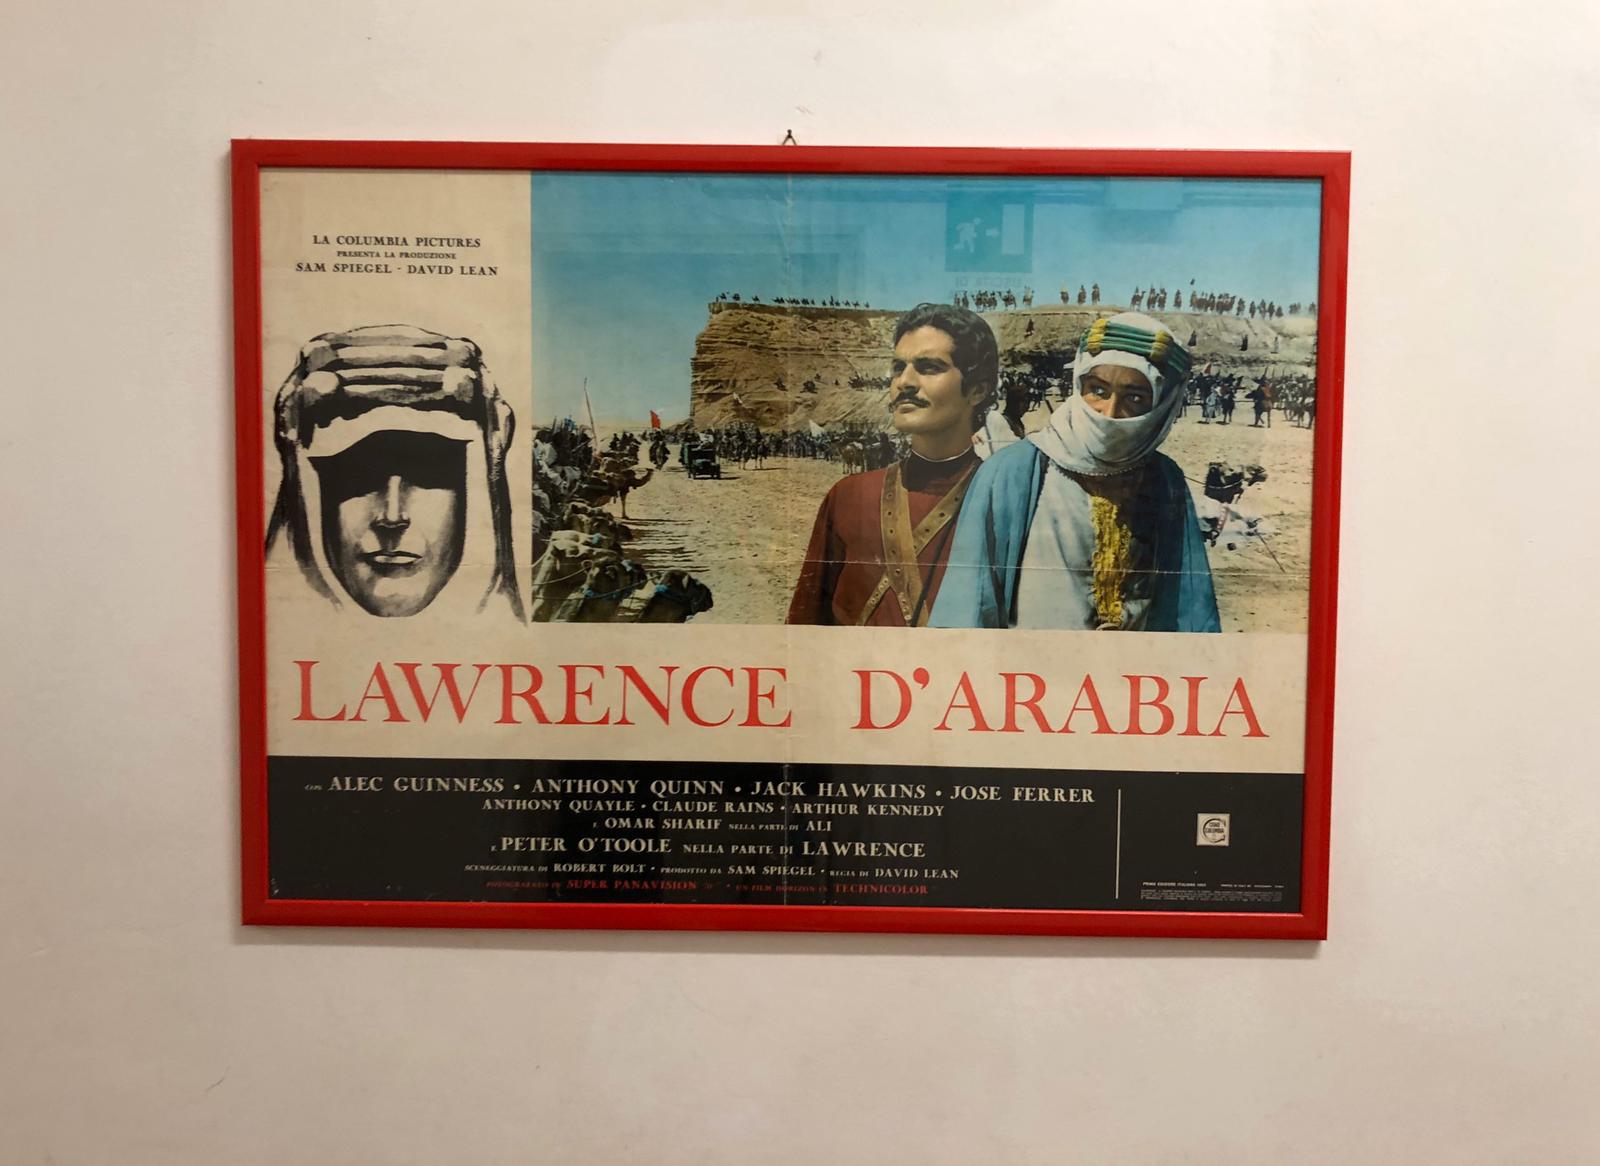 LA COLUMBIA PICTURES
PRESENTA LA PRODUZIONE
SAM SPIEGEL - DAVID LEAN
LAWRENCE D'ARABIA
CON ALEC GUINNESS • ANTHONY QUINN • JACK HAWKINS • JOSE FERRER
ANTHONY QUAYLE • CLAUDE RAINS • ARTHUR KENNEDY
E OMAR SHARIF NELLA PARTE DI ALI
E PETER O'TOOLE NELLA PARTE DI LAWRENCE
SCENEGGIATURA DI ROBERT BOLT • PRODOTTO DA SAM SPIEGEL • REGIA DI DAVID LEAN
FOTOGRAFATO IN SUPER PANAVISION 70 • UN FILM HORIZON IN TECHNICOLOR
PRIMA EDIZIONE ITALIANA 1963